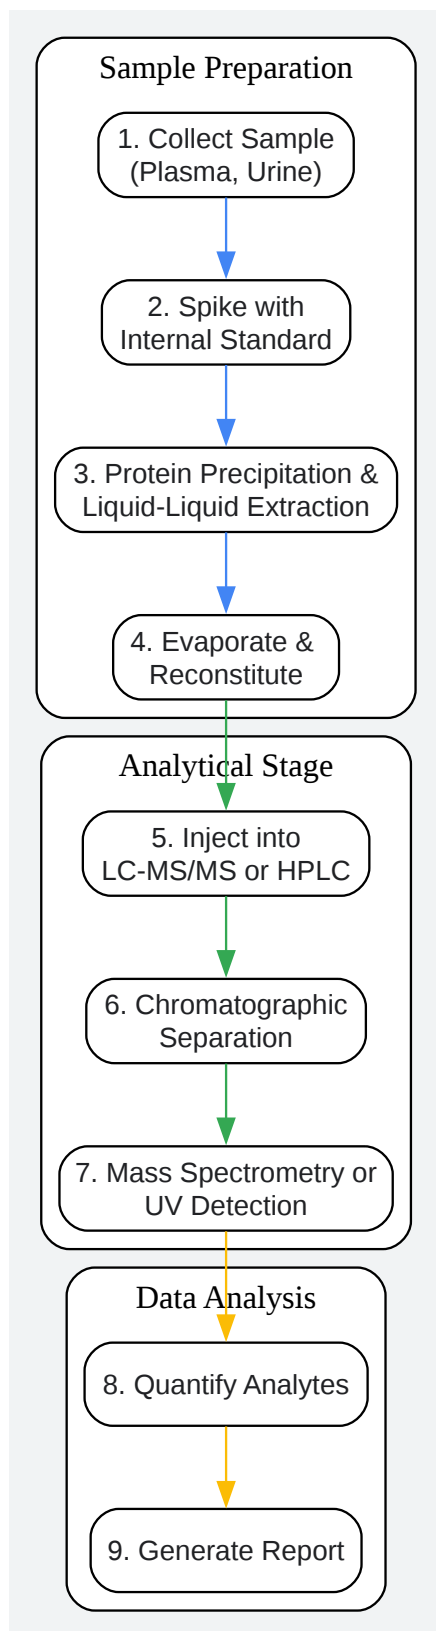 Sample Preparation
1. Collect Sample
(Plasma, Urine)
2. Spike with
Internal Standard
3. Protein Precipitation &
Liquid-Liquid Extraction
4. Evaporate &
Reconstitute
Analytical Stage
5. Inject into
LC-MS/MS or HPLC
6. Chromatographic
Separation
7. Mass Spectrometry or
UV Detection
Data Analysis
8. Quantify Analytes
9. Generate Report